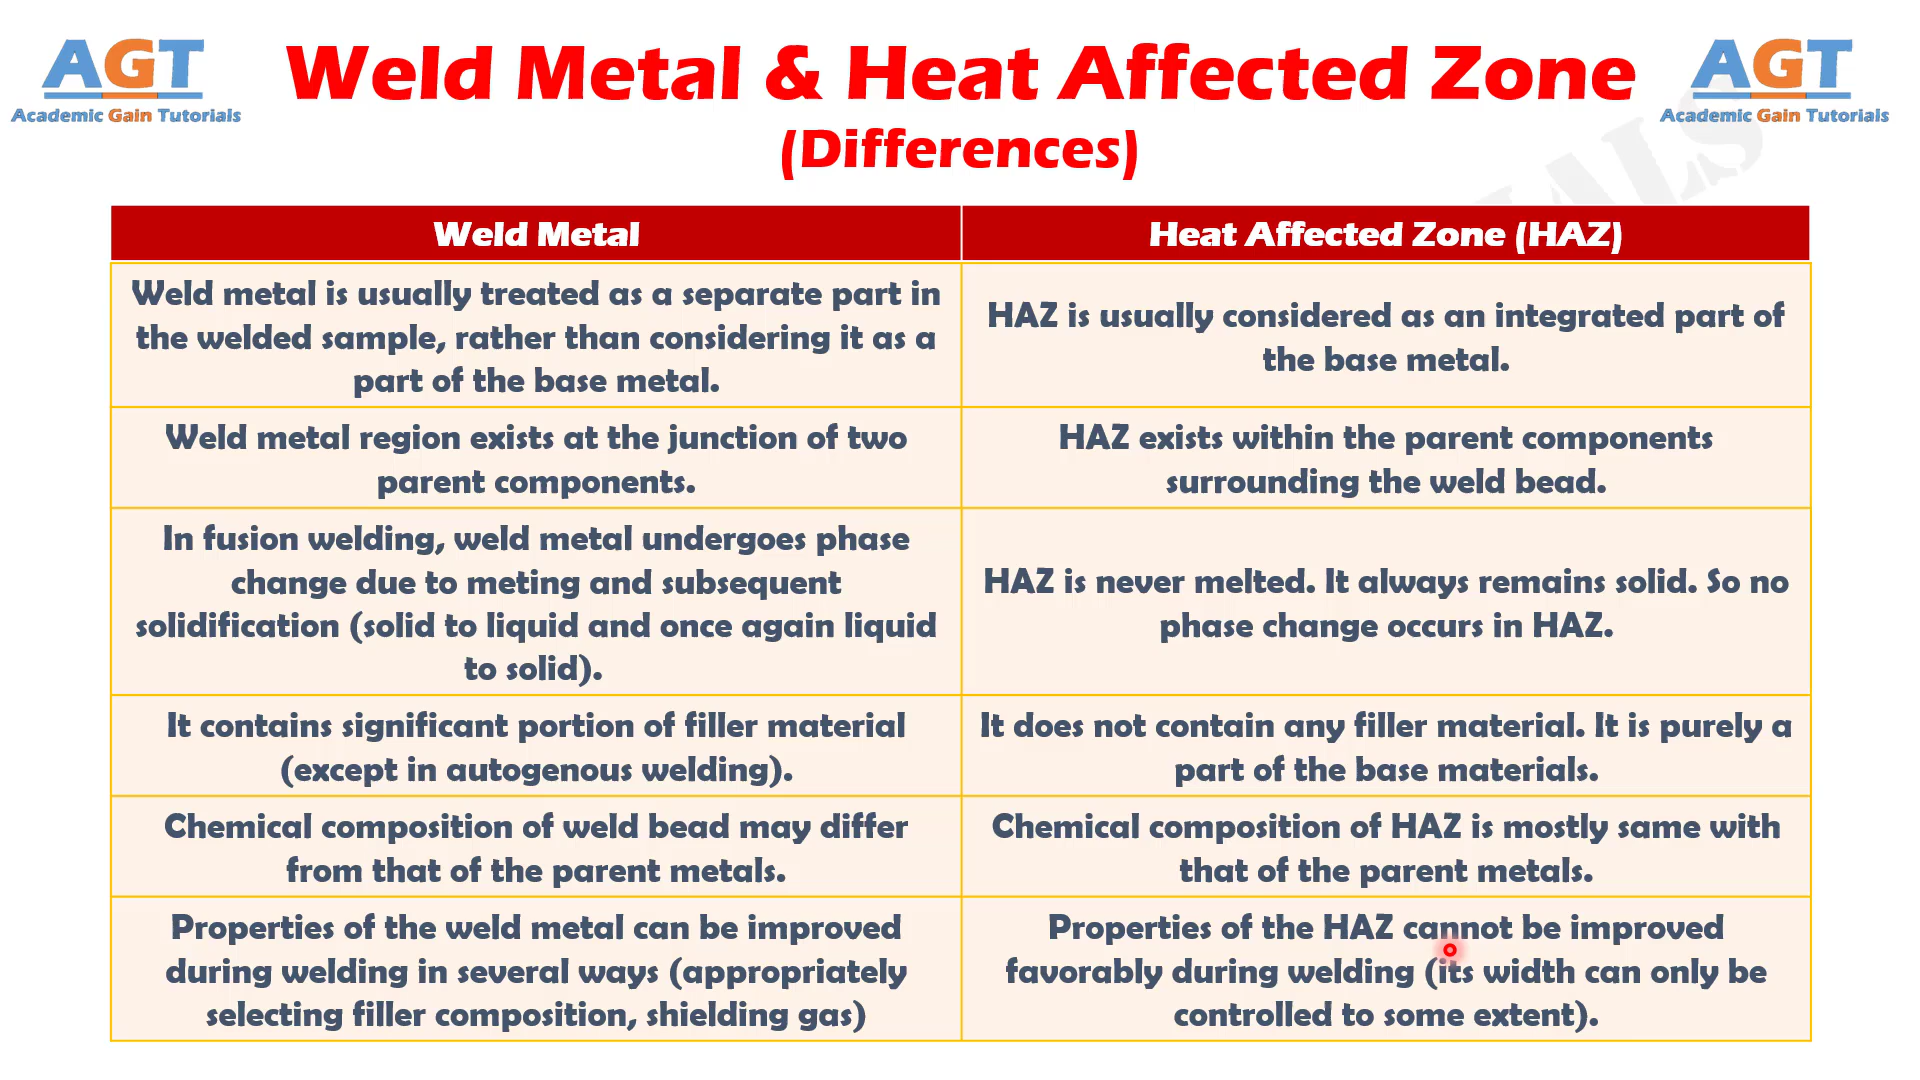 AGT
Academic Gain Tutorials
Weld Metal & Heat Affected Zone
(Differences)
AGT
Academic Gain Tutorials
Weld Metal
Heat Affected Zone (HAZ)
Weld metal is usually treated as a separate part in
the welded sample, rather than considering it as a
part of the base metal.
HAZ is usually considered as an integrated part of
the base metal.
Weld metal region exists at the junction of two
parent components.
HAZ exists within the parent components
surrounding the weld bead.
In fusion welding, weld metal undergoes phase
change due to meting and subsequent
solidification (solid to liquid and once again liquid
to solid).
HAZ is never melted. It always remains solid. So no
phase change occurs in HAZ.
It contains significant portion of filler material
(except in autogenous welding).
It does not contain any filler material. It is purely a
part of the base materials.
Chemical composition of weld bead may differ
from that of the parent metals.
Chemical composition of HAZ is mostly same with
that of the parent metals.
Properties of the weld metal can be improved
during welding in several ways (appropriately
selecting filler composition, shielding gas)
Properties of the HAZ cannot be improved
favorably during welding (its width can only be
controlled to some extent).